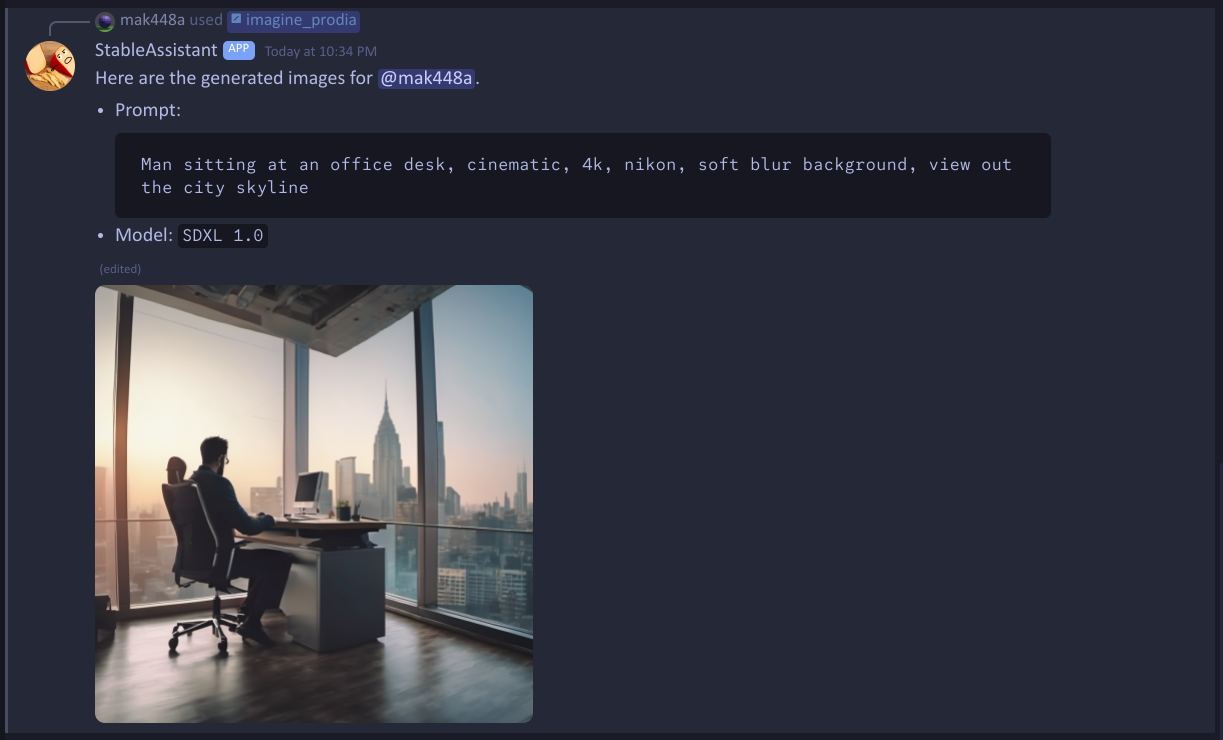 mak448a used imagine_prodia
StableAssistant APP Today at 10:34 PM
Here are the generated images for @mak448a.
• Prompt:
Man sitting at an office desk, cinematic, 4k, nikon, soft blur background, view out
the city skyline
• Model: SDXL 1.0
(edited)